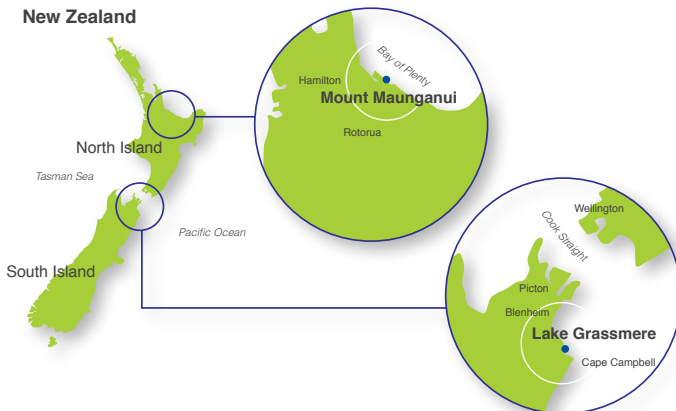 New Zealand
North Island
Tasman Sea
Pacific Ocean
South Island
Bay of Plenty
Hamilton
Mount Maunganui
Rotorua
Wellington
Cook Straight
Picton
Blenheim
Lake Grassmere
Cape Campbell